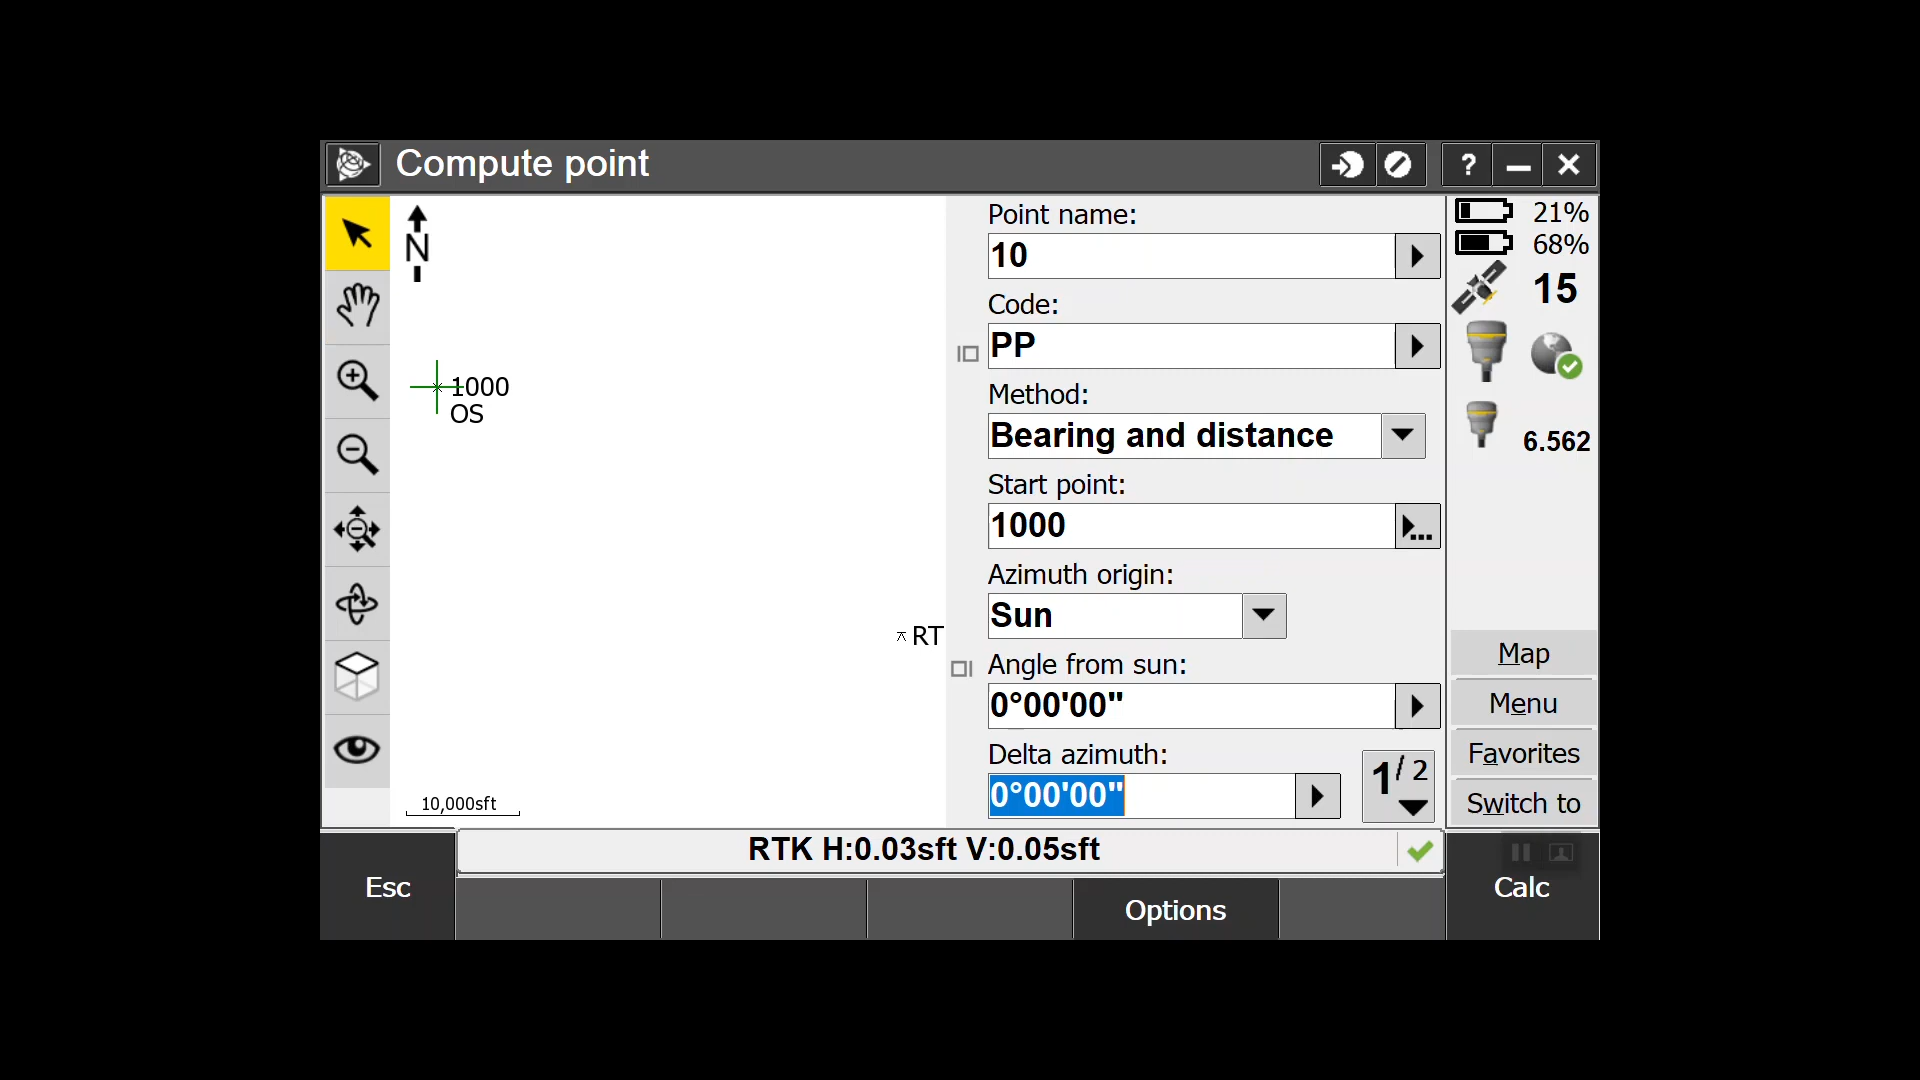 Compute point
?
N
1000
OS
RT
10,000sft
Point name:
10
Code:
PP
Method:
Bearing and distance
Start point:
1000
...
Azimuth origin:
Sun
Angle from sun:
0°00'00"
Delta azimuth:
0°00'00"
1/2
21%
68%
15
6.562
Map
Menu
Favorites
Switch to
RTK H:0.03sft V:0.05sft
Esc
Options
Calc